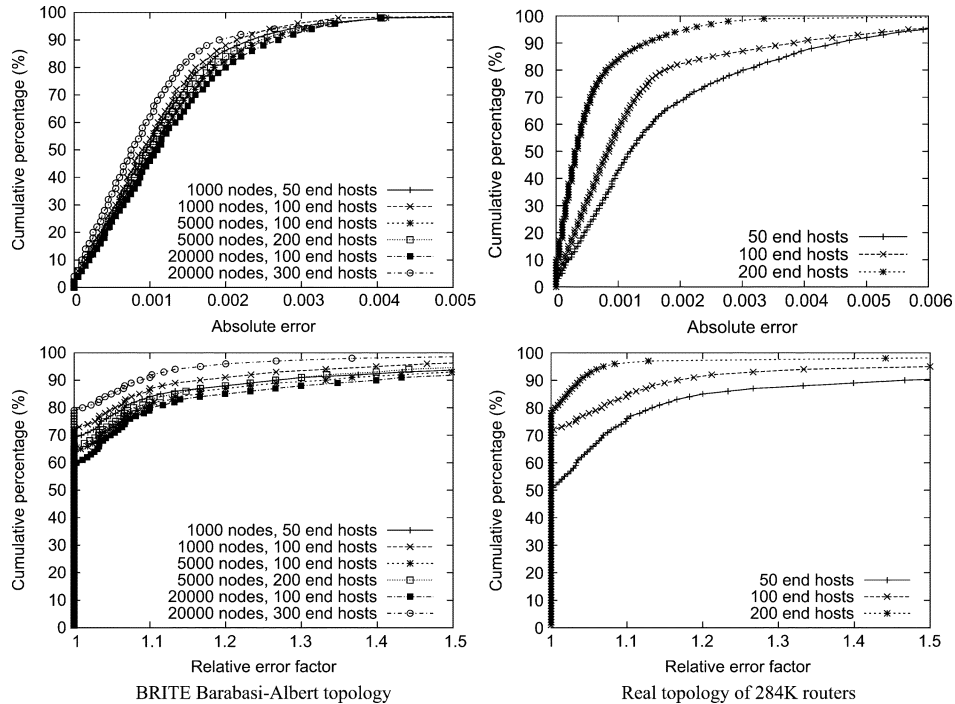 Cumulative percentage (%)
100
90
80
70
60
50
40
30
20
10
0
1000 nodes, 50 end hosts
1000 nodes, 100 end hosts
5000 nodes, 100 end hosts
5000 nodes, 200 end hosts
20000 nodes, 100 end hosts
20000 nodes, 300 end hosts
0 0.001 0.002 0.003 0.004 0.005
Absolute error
Cumulative percentage (%)
100
90
80
70
60
50
40
30
20
10
0
50 end hosts
100 end hosts
200 end hosts
0 0.001 0.002 0.003 0.004 0.005 0.006
Absolute error
Cumulative percentage (%)
100
90
80
70
60
50
40
30
20
10
0
1000 nodes, 50 end hosts
1000 nodes, 100 end hosts
5000 nodes, 100 end hosts
5000 nodes, 200 end hosts
20000 nodes, 100 end hosts
20000 nodes, 300 end hosts
1 1.1 1.2 1.3 1.4 1.5
Relative error factor
BRITE Barabasi-Albert topology
Cumulative percentage (%)
100
90
80
70
60
50
40
30
20
10
0
50 end hosts
100 end hosts
200 end hosts
1 1.1 1.2 1.3 1.4 1.5
Relative error factor
Real topology of 284K routers